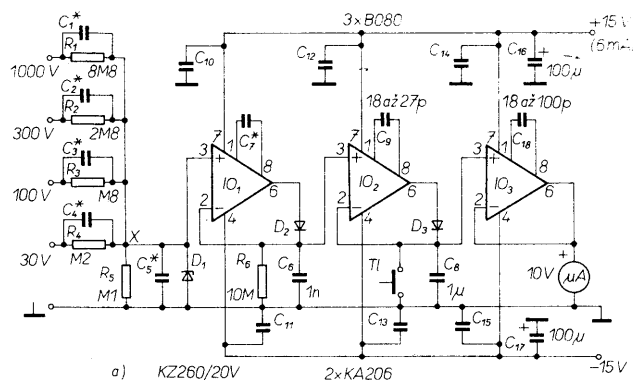 3×B080
+15 V
(6mA)
C1*
R1
1000 V
8M8
C2*
R2
300 V
2M8
C3*
R3
100 V
M8
C4*
R4
30 V
M2
X
R5
M1
C5*
D1
C10
7
1
C7*
3
+
8
IO1
6
2
−
4
D2
R6
10M
C6
1n
C11
C12
18 až 27p
7
1
C9
3
+
8
IO2
6
2
−
4
D3
Tl
C8
1µ
C13
C14
C16
+
100µ
18 až 100p
7
1
C18
3
+
8
IO3
6
2
−
4
+
10V
µA
C15
C17
+
100µ
−15 V
a)
KZ260/20V
2×KA206